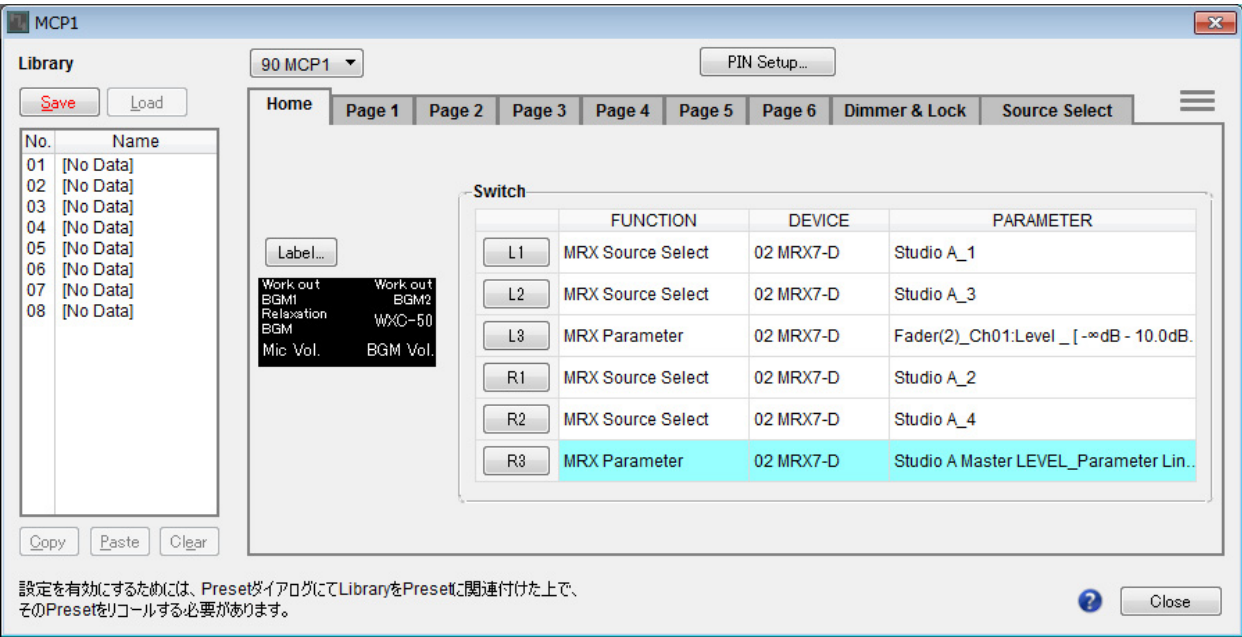 MCP1
Library
90 MCP1
PIN Setup...
Save Load
Home Page 1 Page 2 Page 3 Page 4 Page 5 Page 6 Dimmer & Lock Source Select
No. Name
01 [No Data]
02 [No Data]
03 [No Data]
04 [No Data]
05 [No Data]
06 [No Data]
07 [No Data]
08 [No Data]
Label...
Work out BGM1 Work out BGM2
Relaxation BGM WXC-50
Mic Vol. BGM Vol.
Switch
FUNCTION DEVICE PARAMETER
L1 MRX Source Select 02 MRX7-D Studio A_1
L2 MRX Source Select 02 MRX7-D Studio A_3
L3 MRX Parameter 02 MRX7-D Fader(2)_Ch01:Level _ [ -∞dB - 10.0dB.
R1 MRX Source Select 02 MRX7-D Studio A_2
R2 MRX Source Select 02 MRX7-D Studio A_4
R3 MRX Parameter 02 MRX7-D Studio A Master LEVEL_Parameter Lin..
Copy Paste Clear
設定を有効にするためには、PresetダイアログにてLibraryをPresetに関連付けた上で、
そのPresetをリコールする必要があります。
? Close